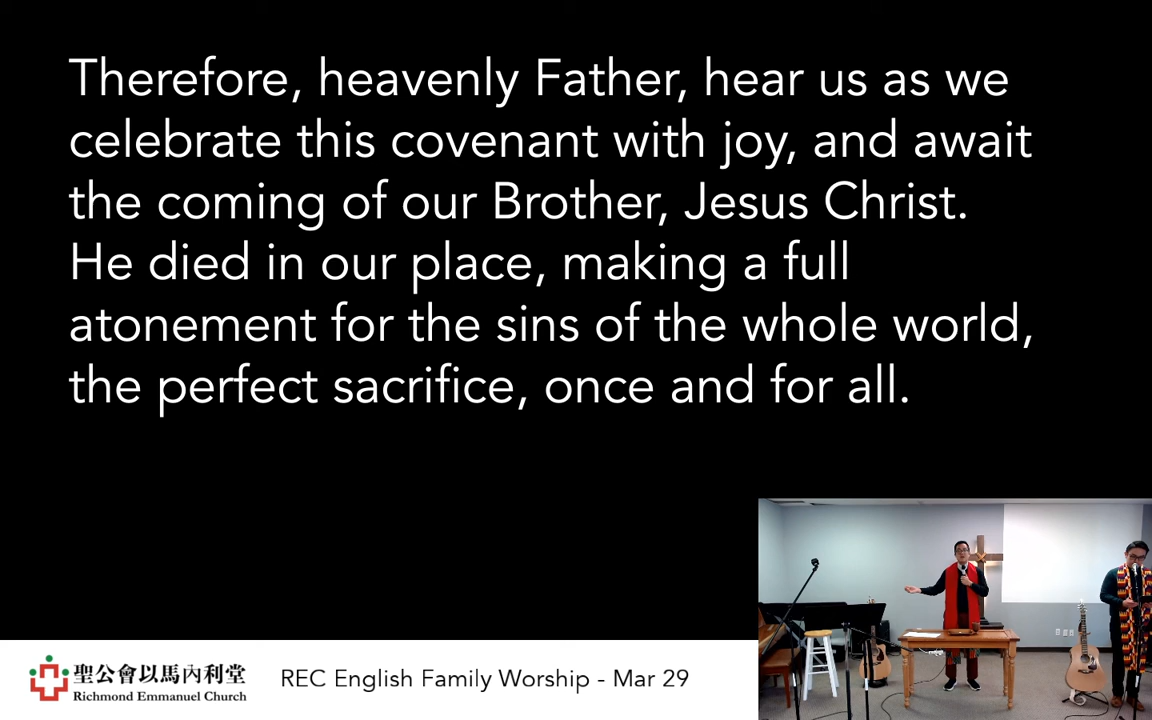 Therefore, heavenly Father, hear us as we
celebrate this covenant with joy, and await
the coming of our Brother, Jesus Christ.
He died in our place, making a full
atonement for the sins of the whole world,
the perfect sacrifice, once and for all.
聖公會以馬內利堂
Richmond Emmanuel Church
REC English Family Worship - Mar 29